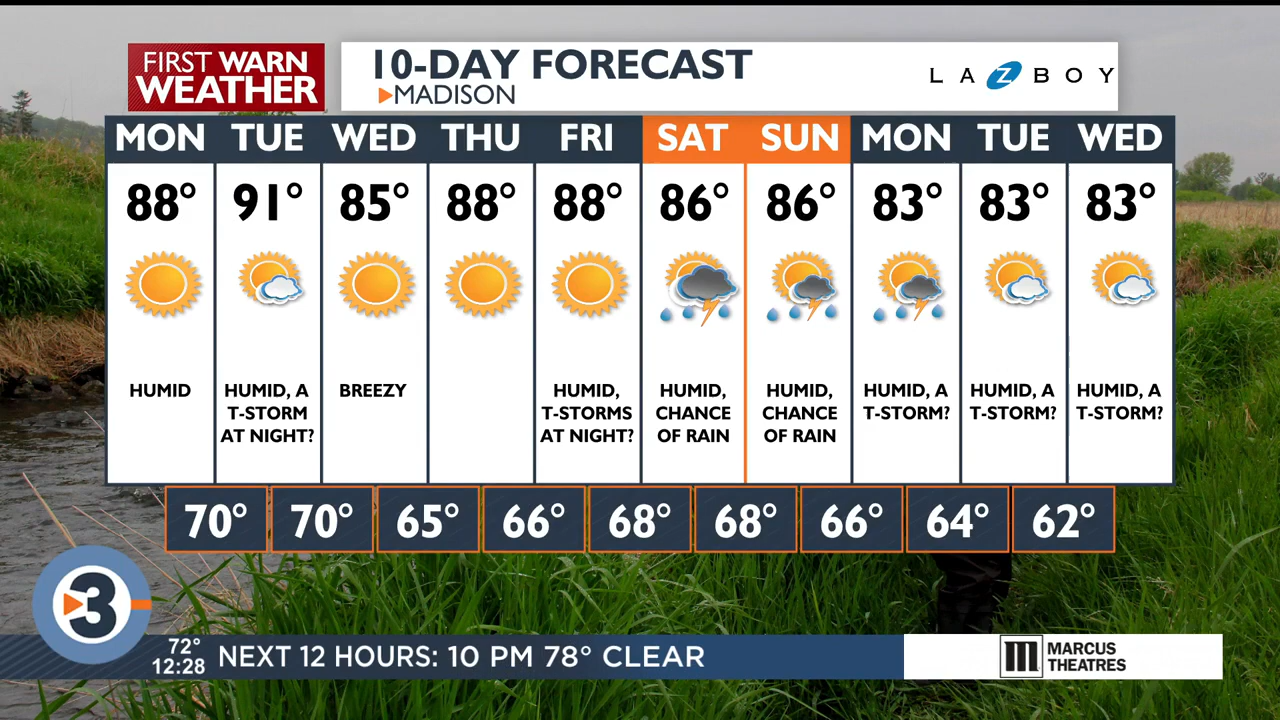 FIRST WARN
WEATHER
10-DAY FORECAST
MADISON
LA Z BOY
MON TUE WED THU FRI SAT SUN MON TUE WED
88° 91° 85° 88° 88° 86° 86° 83° 83° 83°
HUMID
HUMID, A
T-STORM
AT NIGHT?
BREEZY
HUMID,
T-STORMS
AT NIGHT?
HUMID,
CHANCE
OF RAIN
HUMID,
CHANCE
OF RAIN
HUMID, A
T-STORM?
HUMID, A
T-STORM?
HUMID, A
T-STORM?
70° 70° 65° 66° 68° 68° 66° 64° 62°
3
72°
12:28
NEXT 12 HOURS: 10 PM 78° CLEAR
MARCUS
THEATRES